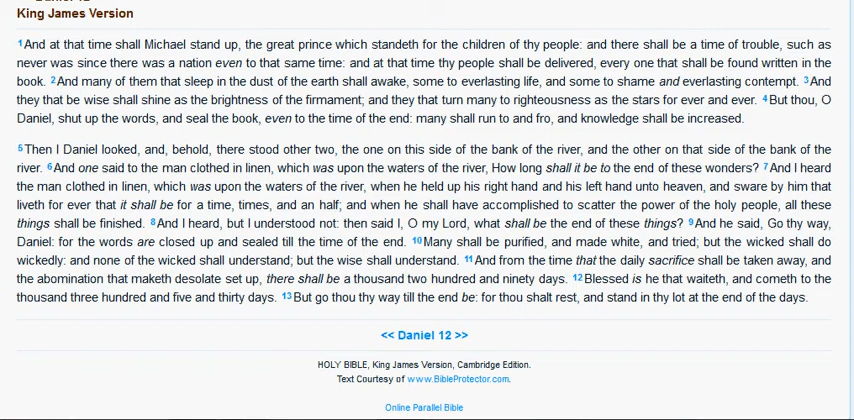 King James Version
1And at that time shall Michael stand up, the great prince which standeth for the children of thy people: and there shall be a time of trouble, such as
never was since there was a nation even to that same time: and at that time thy people shall be delivered, every one that shall be found written in the
book. 2And many of them that sleep in the dust of the earth shall awake, some to everlasting life, and some to shame and everlasting contempt. 3And
they that be wise shall shine as the brightness of the firmament; and they that turn many to righteousness as the stars for ever and ever. 4But thou, O
Daniel, shut up the words, and seal the book, even to the time of the end: many shall run to and fro, and knowledge shall be increased.
5Then I Daniel looked, and, behold, there stood other two, the one on this side of the bank of the river, and the other on that side of the bank of the
river. 6And one said to the man clothed in linen, which was upon the waters of the river, How long shall it be to the end of these wonders? 7And I heard
the man clothed in linen, which was upon the waters of the river, when he held up his right hand and his left hand unto heaven, and sware by him that
liveth for ever that it shall be for a time, times, and an half; and when he shall have accomplished to scatter the power of the holy people, all these
things shall be finished. 8And I heard, but I understood not: then said I, O my Lord, what shall be the end of these things? 9And he said, Go thy way,
Daniel: for the words are closed up and sealed till the time of the end. 10Many shall be purified, and made white, and tried; but the wicked shall do
wickedly: and none of the wicked shall understand; but the wise shall understand. 11And from the time that the daily sacrifice shall be taken away, and
the abomination that maketh desolate set up, there shall be a thousand two hundred and ninety days. 12Blessed is he that waiteth, and cometh to the
thousand three hundred and five and thirty days. 13But go thou thy way till the end be: for thou shalt rest, and stand in thy lot at the end of the days.
<< Daniel 12 >>
HOLY BIBLE, King James Version, Cambridge Edition.
Text Courtesy of www.BibleProtector.com.
Online Parallel Bible